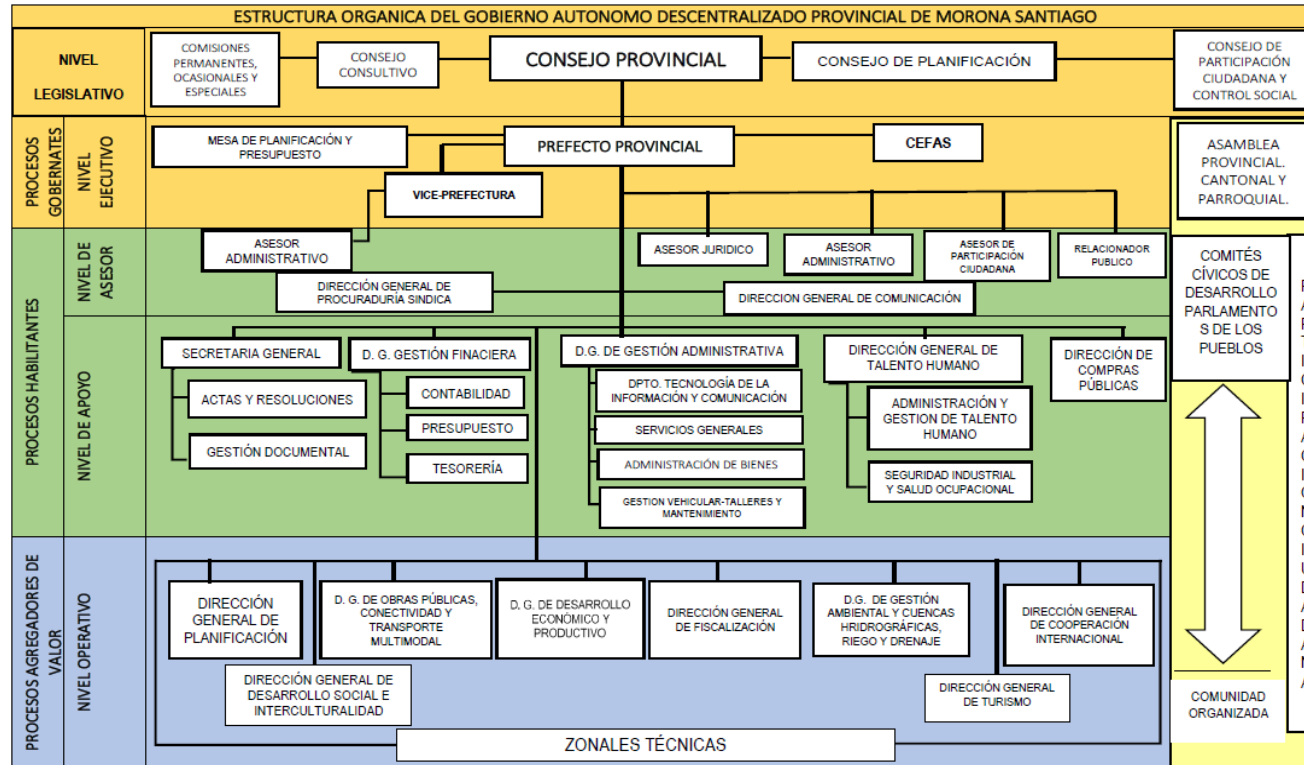 ESTRUCTURA ORGANICA DEL GOBIERNO AUTONOMO DESCENTRALIZADO PROVINCIAL DE MORONA SANTIAGO
NIVEL
LEGISLATIVO
COMISIONES
PERMANENTES,
OCASIONALES Y
ESPECIALES
CONSEJO
CONSULTIVO
CONSEJO PROVINCIAL
CONSEJO DE PLANIFICACIÓN
CONSEJO DE
PARTICIPACIÓN
CIUDADANA Y
CONTROL SOCIAL
PROCESOS
GOBERNATES
NIVEL
EJECUTIVO
MESA DE PLANIFICACIÓN Y
PRESUPUESTO
PREFECTO PROVINCIAL
CEFAS
VICE-PREFECTURA
ASAMBLEA
PROVINCIAL.
CANTONAL Y
PARROQUIAL.
PROCESOS HABILITANTES
NIVEL DE
ASESOR
ASESOR
ADMINISTRATIVO
ASESOR JURIDICO
ASESOR
ADMINISTRATIVO
ASESOR DE
PARTICIPACIÓN
CIUDADANA
RELACIONADOR
PUBLICO
DIRECCIÓN GENERAL DE
PROCURADURÍA SINDICA
DIRECCION GENERAL DE COMUNICACIÓN
COMITÉS
CÍVICOS DE
DESARROLLO
PARLAMENTO
S DE LOS
PUEBLOS
NIVEL DE APOYO
SECRETARIA GENERAL
ACTAS Y RESOLUCIONES
GESTIÓN DOCUMENTAL
D. G. GESTIÓN FINACIERA
CONTABILIDAD
PRESUPUESTO
TESORERÍA
D.G. DE GESTIÓN ADMINISTRATIVA
DPTO. TECNOLOGÍA DE LA
INFORMACIÓN Y COMUNICACIÓN
SERVICIOS GENERALES
ADMINISTRACIÓN DE BIENES
GESTION VEHICULAR-TALLERES Y
MANTENIMIENTO
DIRECCIÓN GENERAL DE
TALENTO HUMANO
ADMINISTRACIÓN Y
GESTION DE TALENTO
HUMANO
SEGURIDAD INDUSTRIAL
Y SALUD OCUPACIONAL
DIRECCIÓN DE
COMPRAS
PÚBLICAS
PROCESOS AGREGADORES DE
VALOR
NIVEL OPERATIVO
DIRECCIÓN
GENERAL DE
PLANIFICACIÓN
D. G. DE OBRAS PÚBLICAS,
CONECTIVIDAD Y
TRANSPORTE
MULTIMODAL
D. G. DE DESARROLLO
ECONÓMICO Y
PRODUCTIVO
DIRECCIÓN GENERAL
DE FISCALIZACIÓN
D.G. DE GESTIÓN
AMBIENTAL Y CUENCAS
HRIDROGRÁFICAS,
RIEGO Y DRENAJE
DIRECCIÓN GENERAL
DE COOPERACIÓN
INTERNACIONAL
DIRECCIÓN GENERAL DE
DESARROLLO SOCIAL E
INTERCULTURALIDAD
DIRECCIÓN GENERAL
DE TURISMO
ZONALES TÉCNICAS
COMUNIDAD
ORGANIZADA